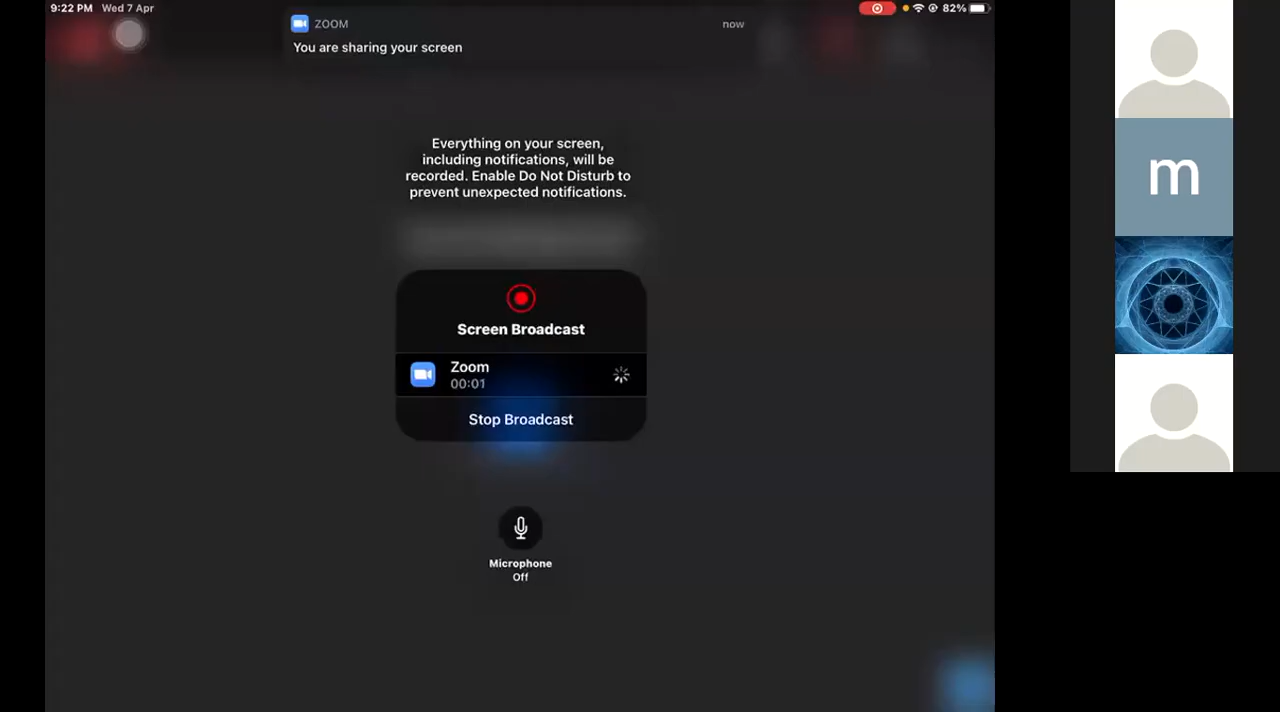 9:22 PM Wed 7 Apr
82%
ZOOM
now
You are sharing your screen
Everything on your screen,
including notifications, will be
recorded. Enable Do Not Disturb to
prevent unexpected notifications.
Screen Broadcast
Zoom
00:01
Stop Broadcast
Microphone
Off
m